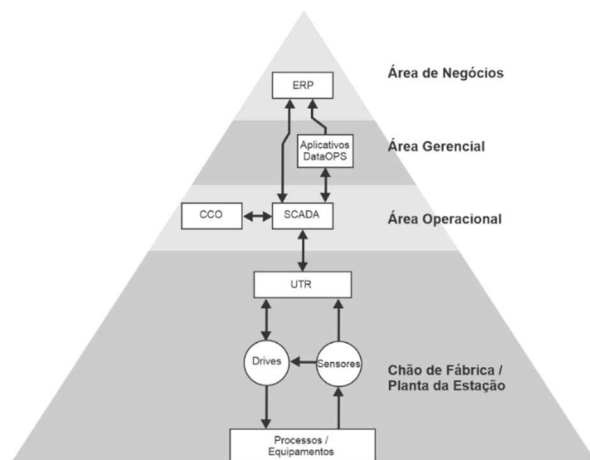 ERP
Área de Negócios
Aplicativos
DataOPS
Área Gerencial
CCO
SCADA
Área Operacional
UTR
Drives
Sensores
Chão de Fábrica /
Planta da Estação
Processos /
Equipamentos